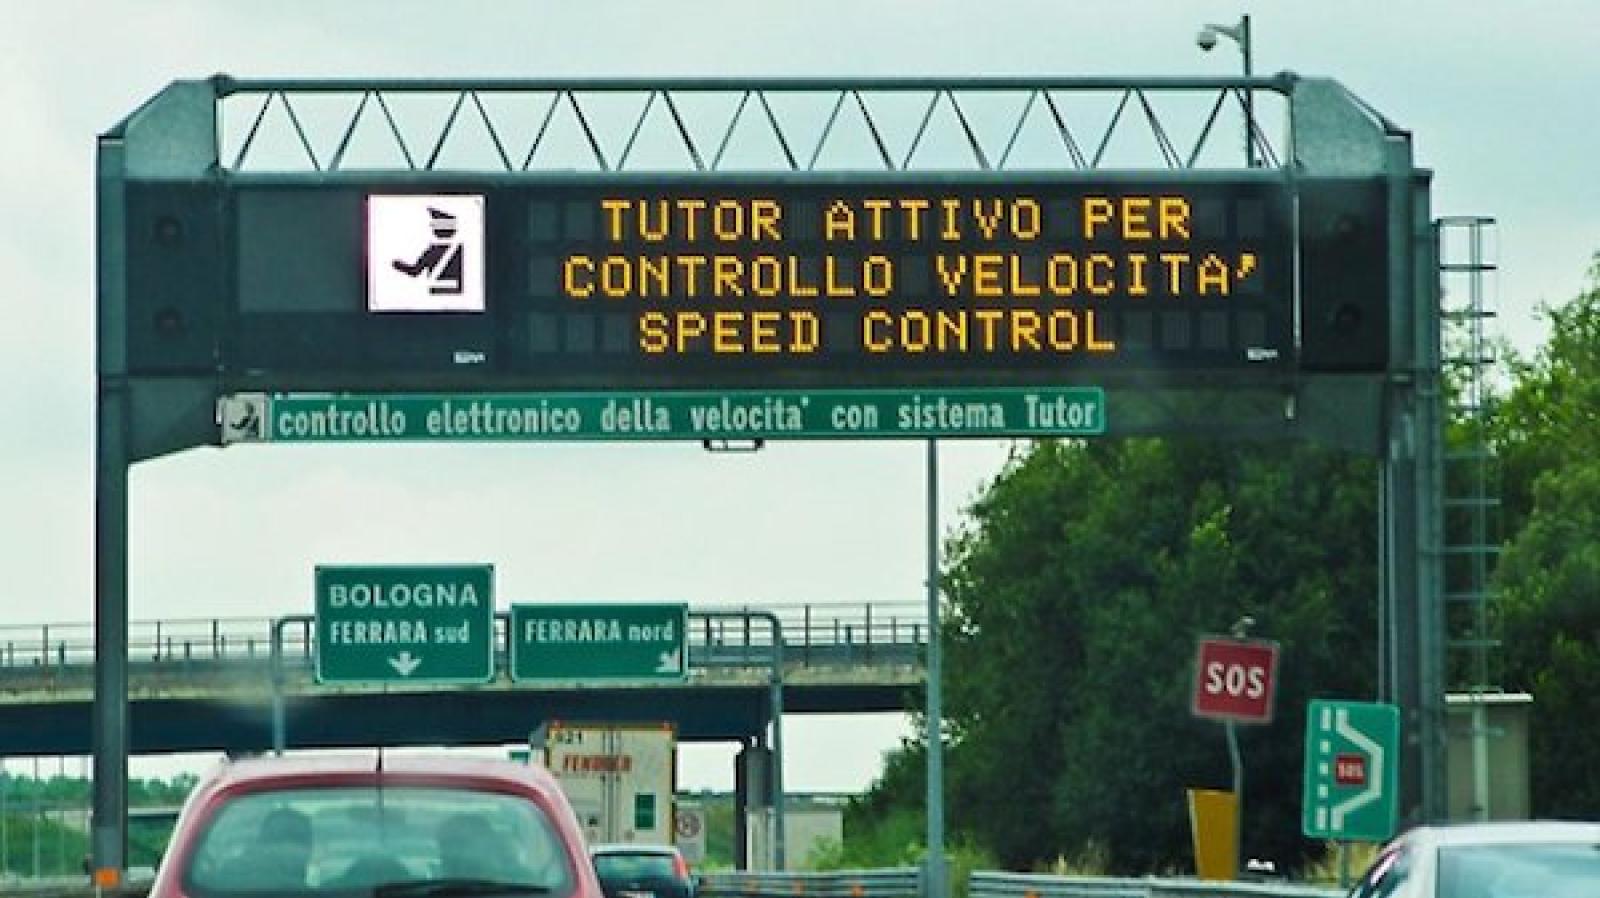 TUTOR ATTIVO PER
CONTROLLO VELOCITA'
SPEED CONTROL
controllo elettronico della velocita' con sistema Tutor
BOLOGNA
FERRARA sud
FERRARA nord
SOS
SOS